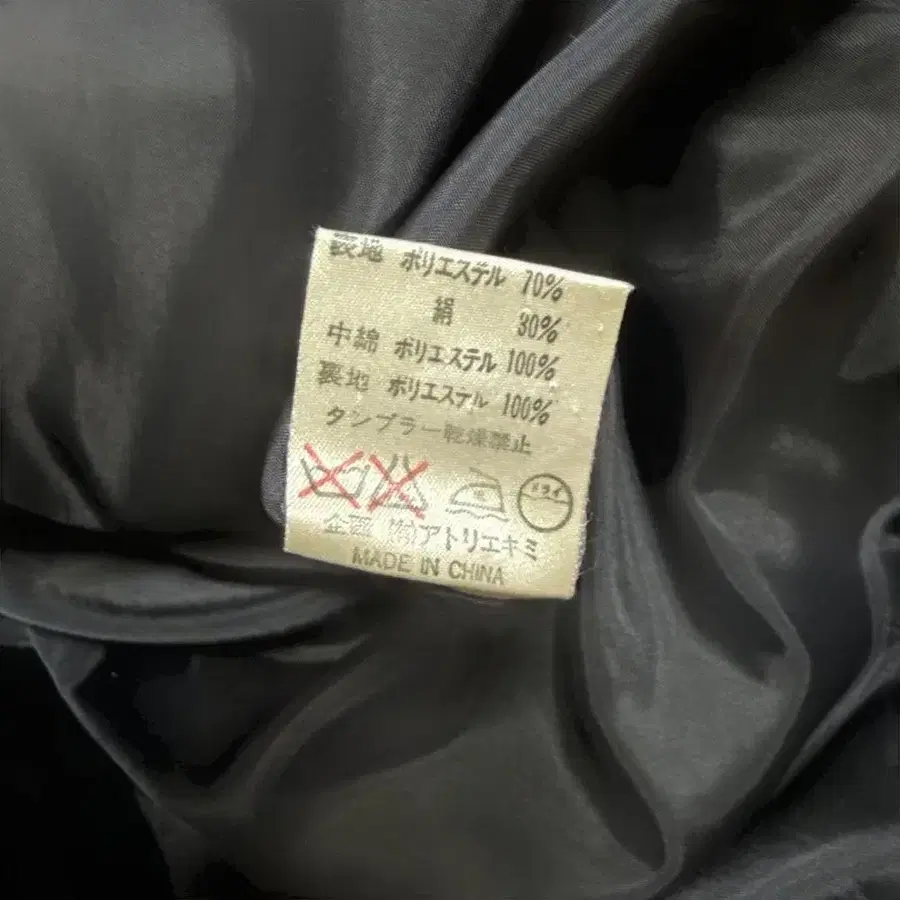 表地 ポリエステル 70%
絹 30%
中綿 ポリエステル 100%
裏地 ポリエステル 100%
タンブラー乾燥禁止
ドライ
企画 (有)アトリエキミ
MADE IN CHINA